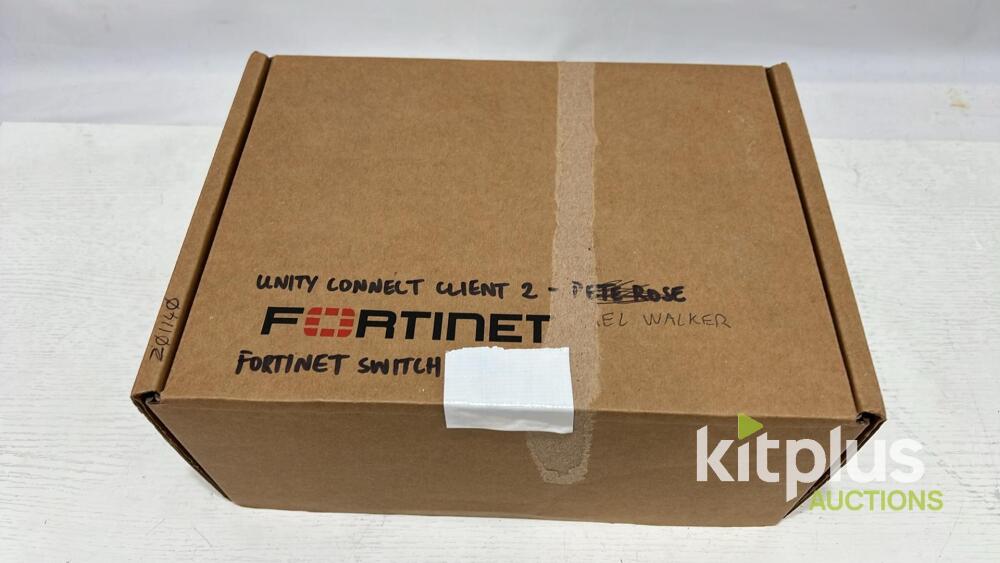 UNITY CONNECT CLIENT 2 - PETE ROSE
FORTINET
EL WALKER
FORTINET SWITCH
201140
kitplus
AUCTIONS